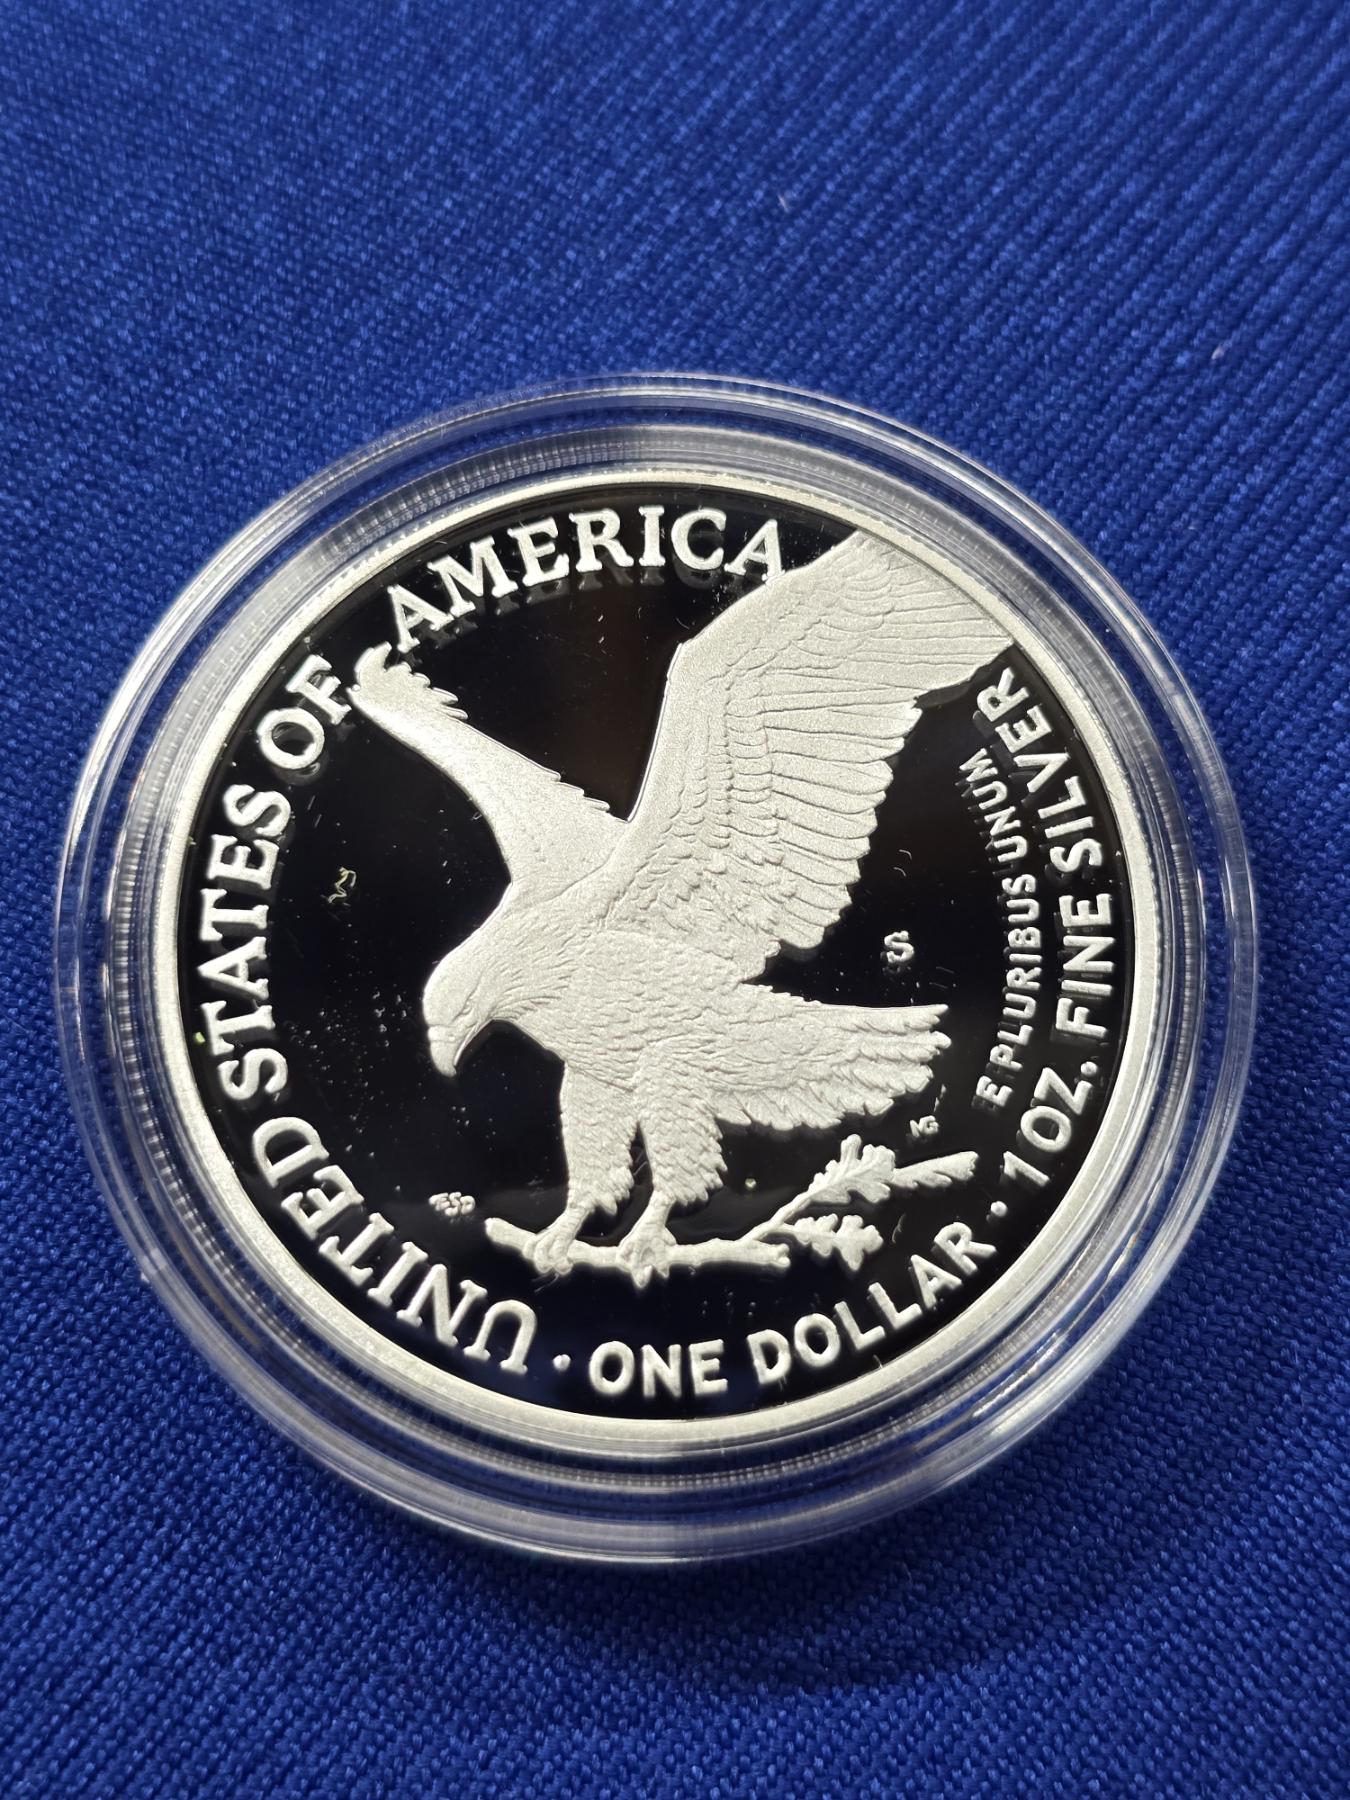 UNITED STATES OF AMERICA
S
E PLURIBUS UNUM
1 OZ. FINE SILVER
MG
ESD
· ONE DOLLAR ·